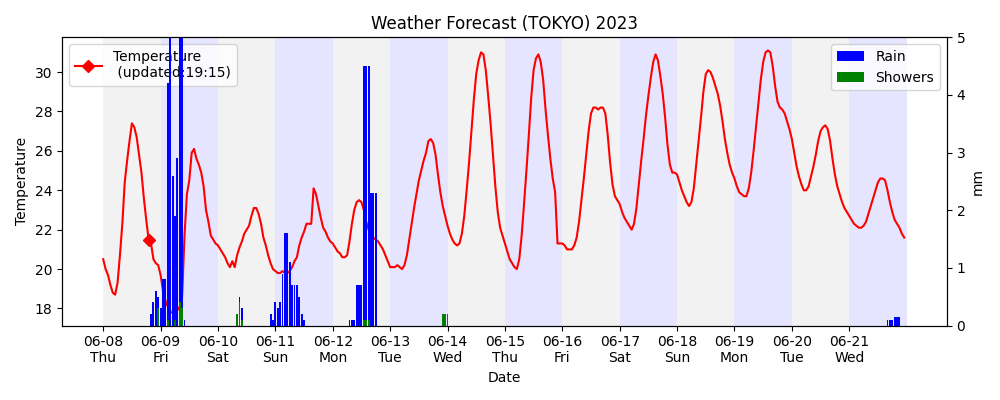 Weather Forecast (TOKYO) 2023
Temperature
(updated:19:15)
Rain
Showers
Temperature
30
28
26
24
22
20
18
5
4
3
2
1
0
mm
06-08 06-09 06-10 06-11 06-12 06-13 06-14 06-15 06-16 06-17 06-18 06-19 06-20 06-21
Thu Fri Sat Sun Mon Tue Wed Thu Fri Sat Sun Mon Tue Wed
Date